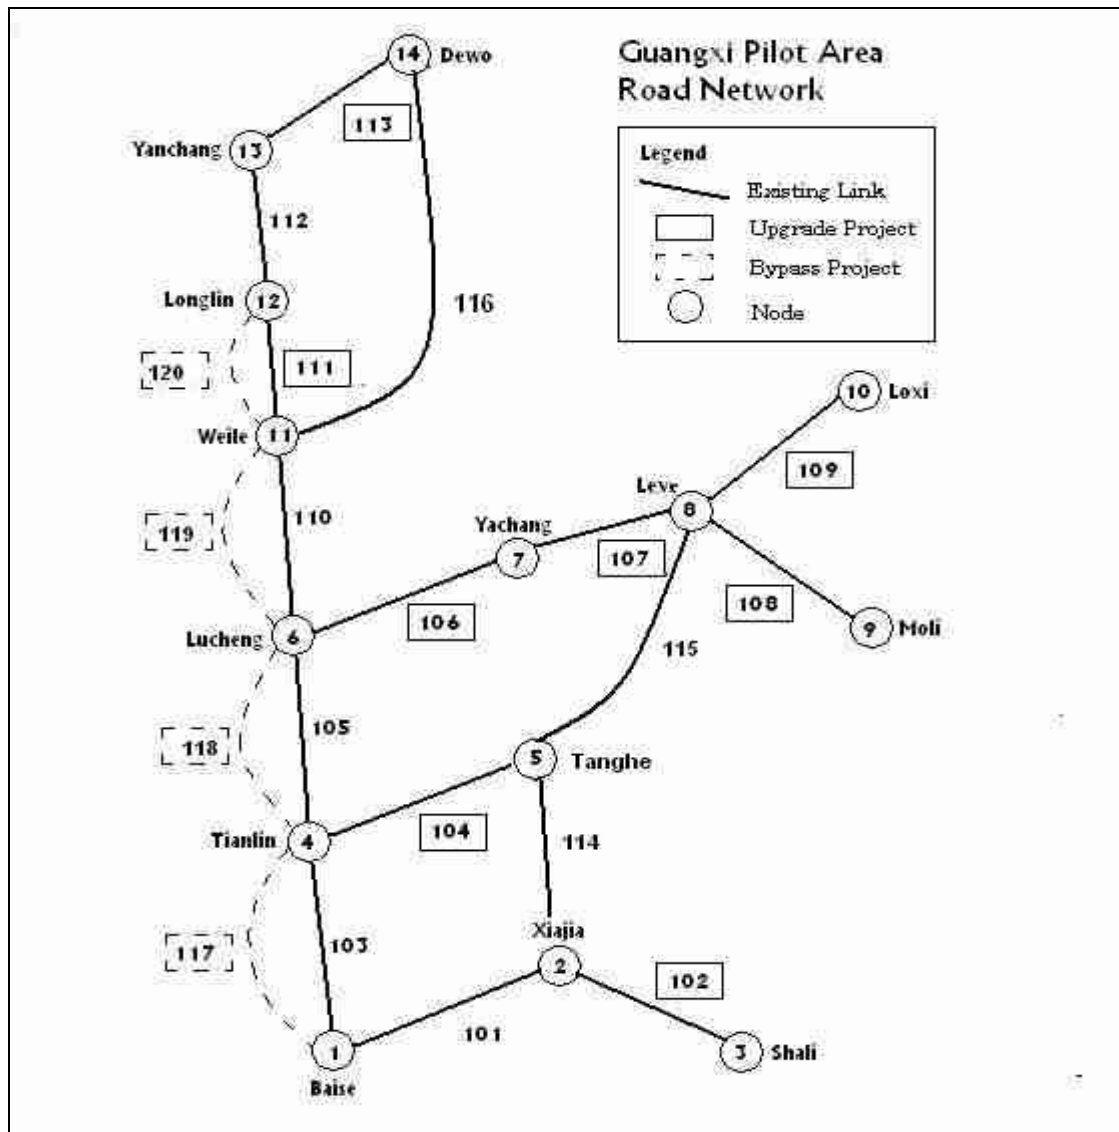 Guangxi Pilot Area
Road Network
Legend
Existing Link
Upgrade Project
Bypass Project
Node
14 Dewo
113
Yanchang 13
112
Longlin 12
116
120
111
10 Loxi
Weile 11
109
Leve
8
110
119
Yachang
7
107
108
106
Lucheng 6
9 Moli
115
105
118
5 Tanghe
104
Tianlin 4
114
Xiajia
103
117
2
102
101
1
3 Shali
Baise